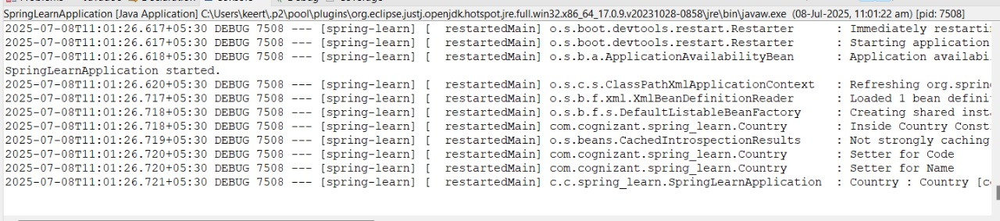 SpringLearnApplication [Java Application] C:\Users\keert\.p2\pool\plugins\org.eclipse.justj.openjdk.hotspot.jre.full.win32.x86_64_17.0.9.v20231028-0858\jre\bin\javaw.exe (08-Jul-2025, 11:01:22 am) [pid: 7508]
2025-07-08T11:01:26.617+05:30 DEBUG 7508 --- [spring-learn] [  restartedMain] o.s.boot.devtools.restart.Restarter      : Immediately restarti
2025-07-08T11:01:26.617+05:30 DEBUG 7508 --- [spring-learn] [  restartedMain] o.s.boot.devtools.restart.Restarter      : Starting application
2025-07-08T11:01:26.618+05:30 DEBUG 7508 --- [spring-learn] [  restartedMain] o.s.b.a.ApplicationAvailabilityBean      : Application availabi
SpringLearnApplication started.
2025-07-08T11:01:26.620+05:30 DEBUG 7508 --- [spring-learn] [  restartedMain] o.s.c.s.ClassPathXmlApplicationContext   : Refreshing org.sprin
2025-07-08T11:01:26.717+05:30 DEBUG 7508 --- [spring-learn] [  restartedMain] o.s.b.f.xml.XmlBeanDefinitionReader      : Loaded 1 bean defini
2025-07-08T11:01:26.718+05:30 DEBUG 7508 --- [spring-learn] [  restartedMain] o.s.b.f.s.DefaultListableBeanFactory     : Creating shared inst
2025-07-08T11:01:26.718+05:30 DEBUG 7508 --- [spring-learn] [  restartedMain] com.cognizant.spring_learn.Country       : Inside Country Const
2025-07-08T11:01:26.719+05:30 DEBUG 7508 --- [spring-learn] [  restartedMain] o.s.beans.CachedIntrospectionResults     : Not strongly caching
2025-07-08T11:01:26.720+05:30 DEBUG 7508 --- [spring-learn] [  restartedMain] com.cognizant.spring_learn.Country       : Setter for Code
2025-07-08T11:01:26.720+05:30 DEBUG 7508 --- [spring-learn] [  restartedMain] com.cognizant.spring_learn.Country       : Setter for Name
2025-07-08T11:01:26.721+05:30 DEBUG 7508 --- [spring-learn] [  restartedMain] c.c.spring_learn.SpringLearnApplication  : Country : Country [c